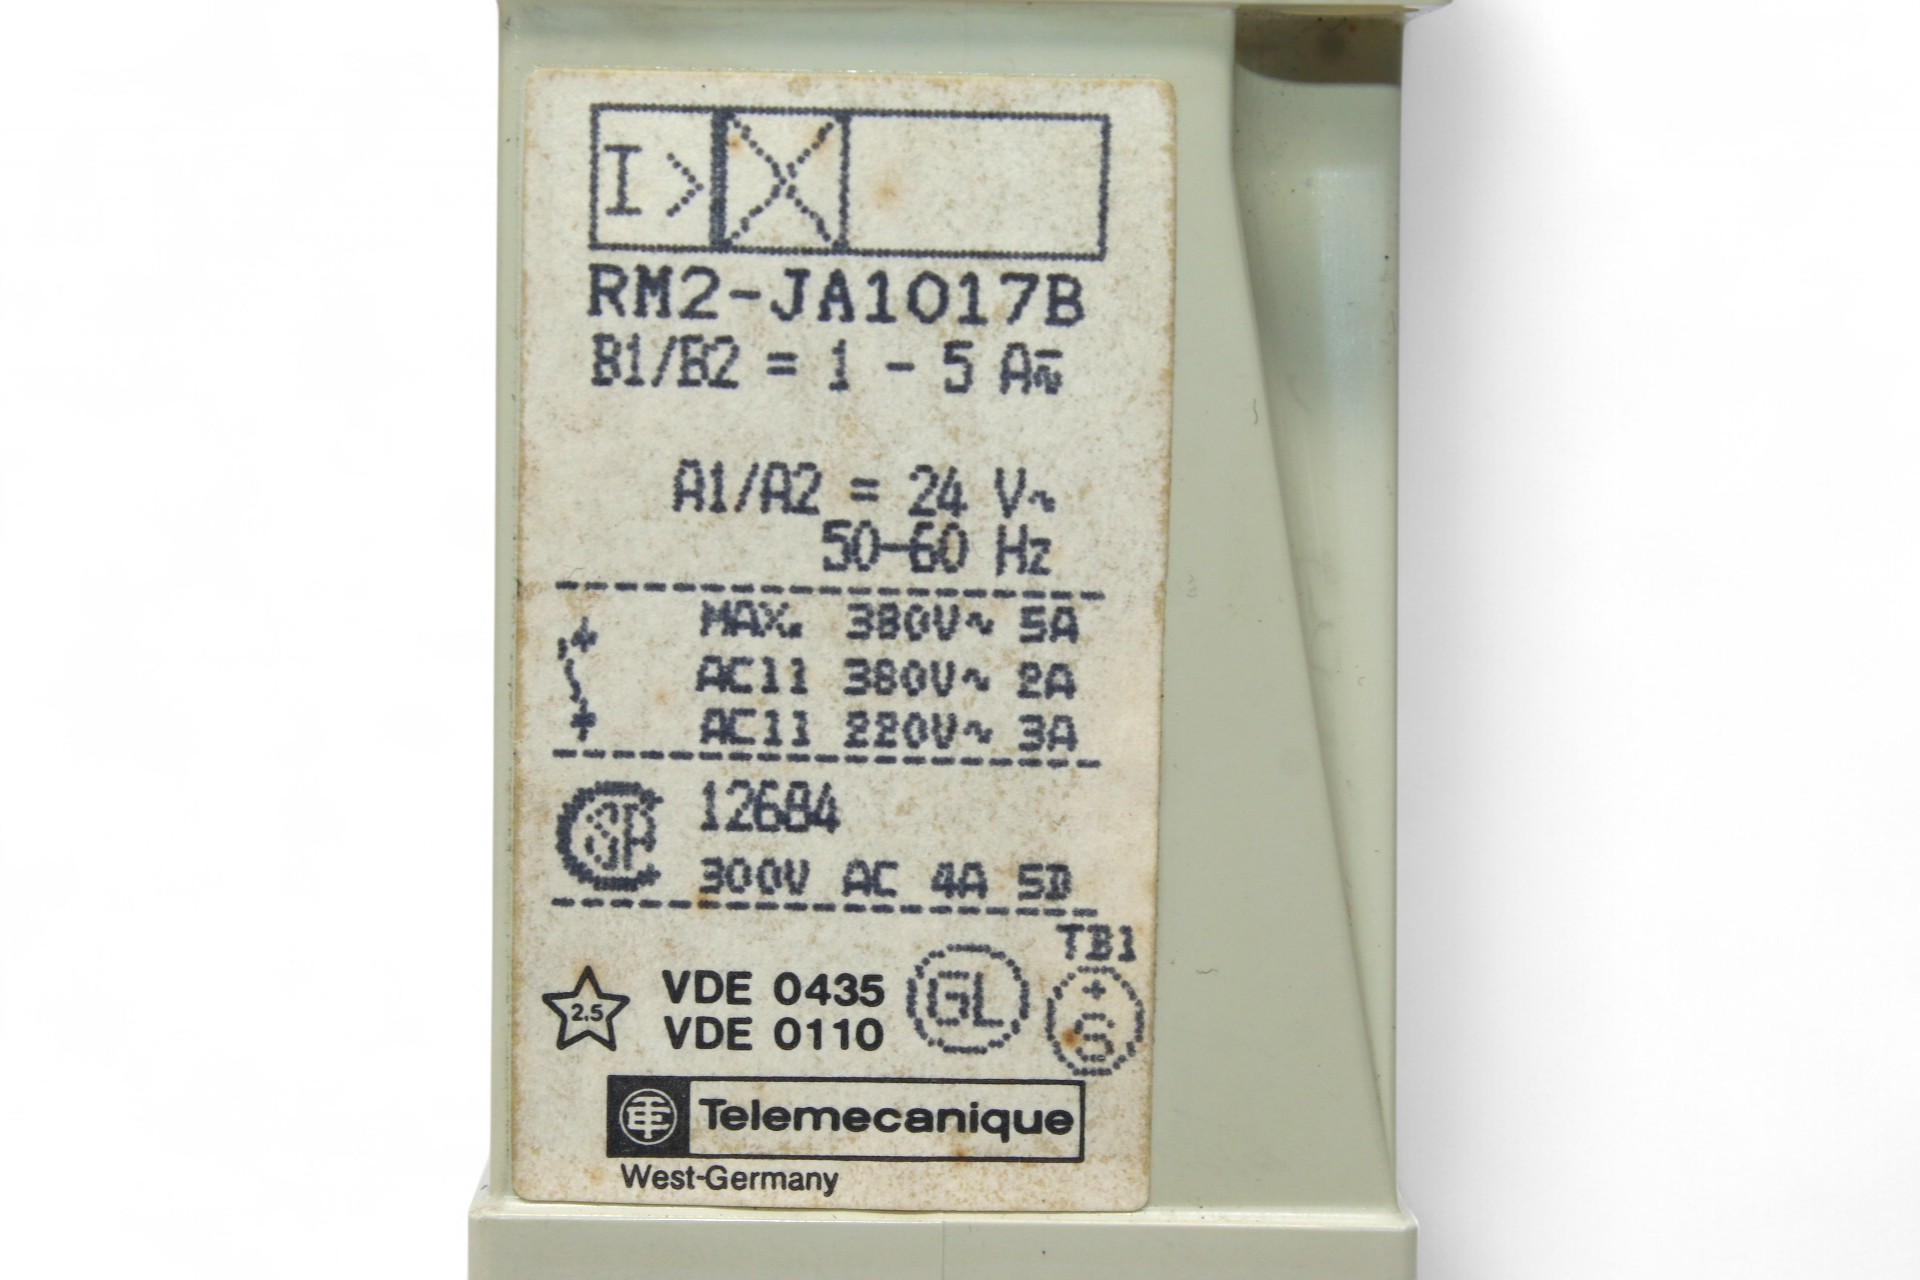 I>
RM2-JA1017B
B1/B2 = 1 - 5 A≂
A1/A2 = 24 V~
50-60 Hz
MAX. 380V~ 5A
AC11 380V~ 2A
AC11 220V~ 3A
12684
300V AC 4A 5D
TB1
2.5 VDE 0435
VDE 0110
GL
+
S
Telemecanique
West-Germany